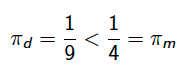 π_d = 1/9 < 1/4 = π_m